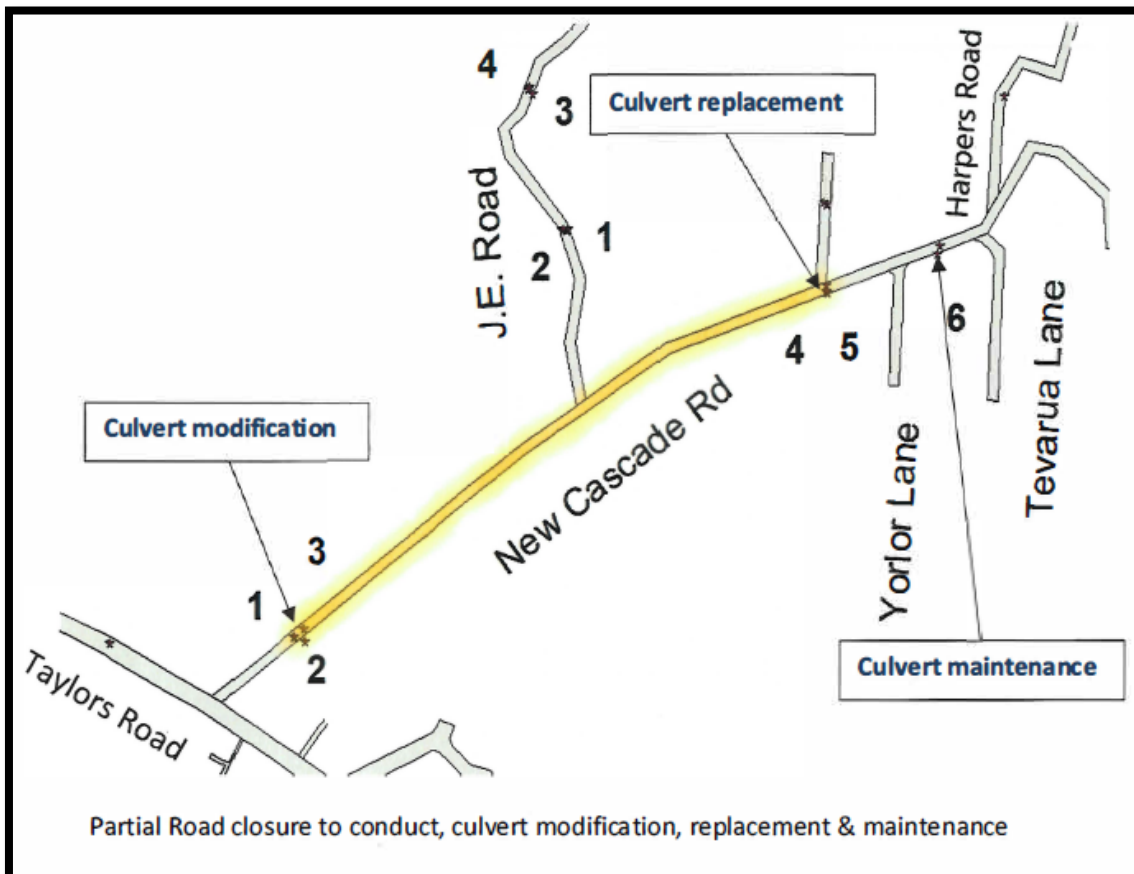 4
3
Culvert replacement
Harpers Road
J.E. Road
1
2
4
5
6
New Cascade Rd
Culvert modification
Yorlor Lane
Tevarua Lane
3
1
2
Culvert maintenance
Taylors Road
Partial Road closure to conduct, culvert modification, replacement & maintenance